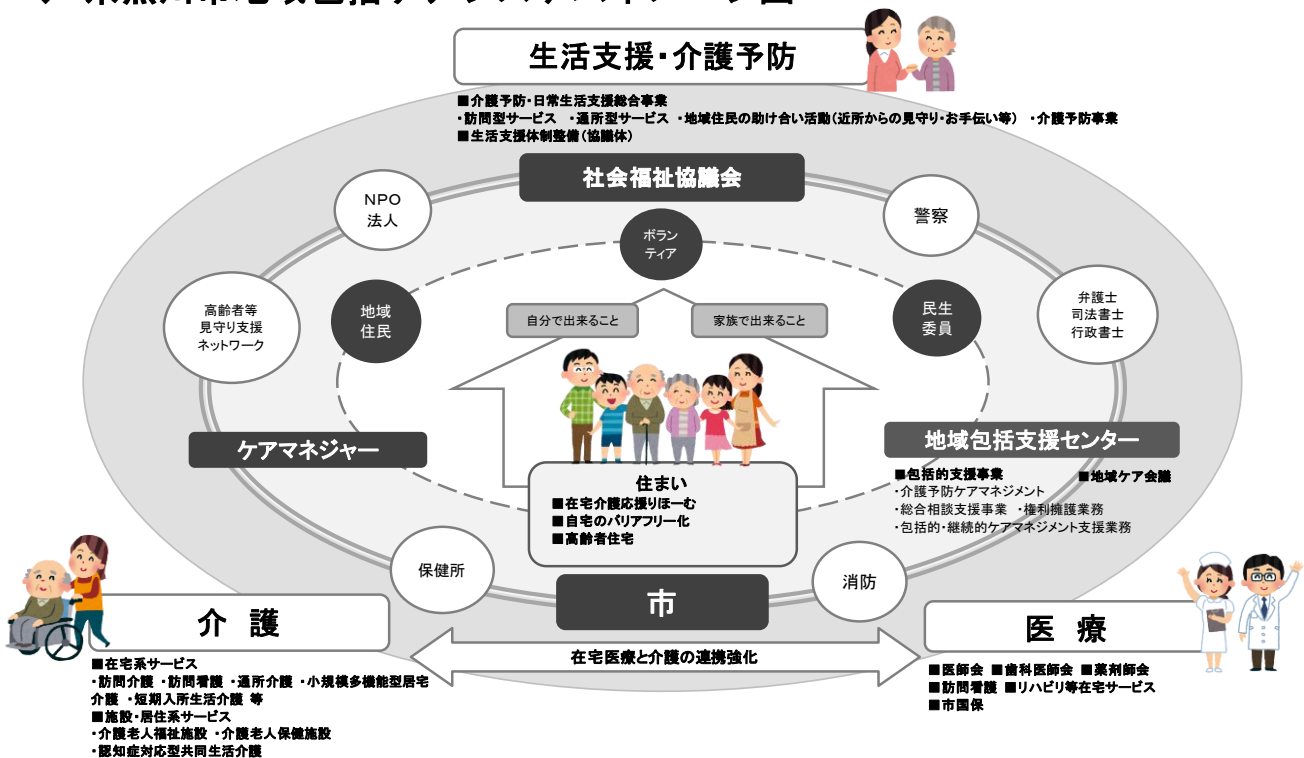 生活支援・介護予防
■介護予防・日常生活支援総合事業
・訪問型サービス ・通所型サービス ・地域住民の助け合い活動(近所からの見守り・お手伝い等) ・介護予防事業
■生活支援体制整備(協議体)
社会福祉協議会
NPO
法人
警察
ボラン
ティア
高齢者等
見守り支援
ネットワーク
地域
住民
自分で出来ること
家族で出来ること
民生
委員
弁護士
司法書士
行政書士
ケアマネジャー
地域包括支援センター
■包括的支援事業 ■地域ケア会議
・介護予防ケアマネジメント
・総合相談支援事業 ・権利擁護業務
・包括的・継続的ケアマネジメント支援業務
住まい
■在宅介護応援りほーむ
■自宅のバリアフリー化
■高齢者住宅
保健所
市
消防
介 護
■在宅系サービス
・訪問介護 ・訪問看護 ・通所介護 ・小規模多機能型居宅
介護 ・短期入所生活介護 等
■施設・居住系サービス
・介護老人福祉施設 ・介護老人保健施設
・認知症対応型共同生活介護
在宅医療と介護の連携強化
医 療
■医師会 ■歯科医師会 ■薬剤師会
■訪問看護 ■リハビリ等在宅サービス
■市国保